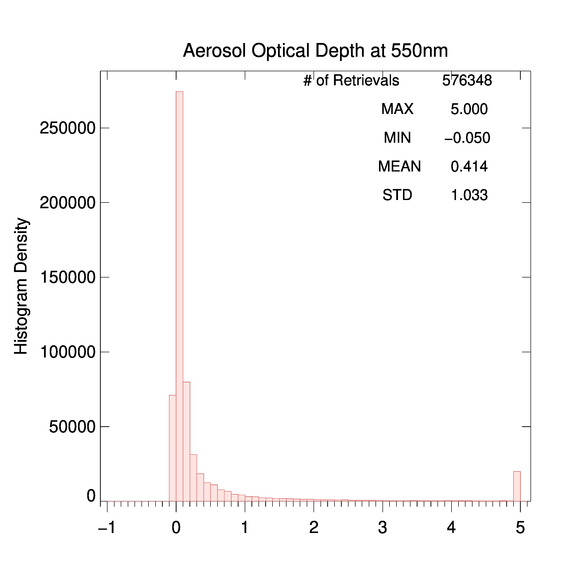 Aerosol Optical Depth at 550nm
# of Retrievals 576348
MAX 5.000
MIN −0.050
MEAN 0.414
STD 1.033
Histogram Density
250000
200000
150000
100000
50000
0
−1 0 1 2 3 4 5